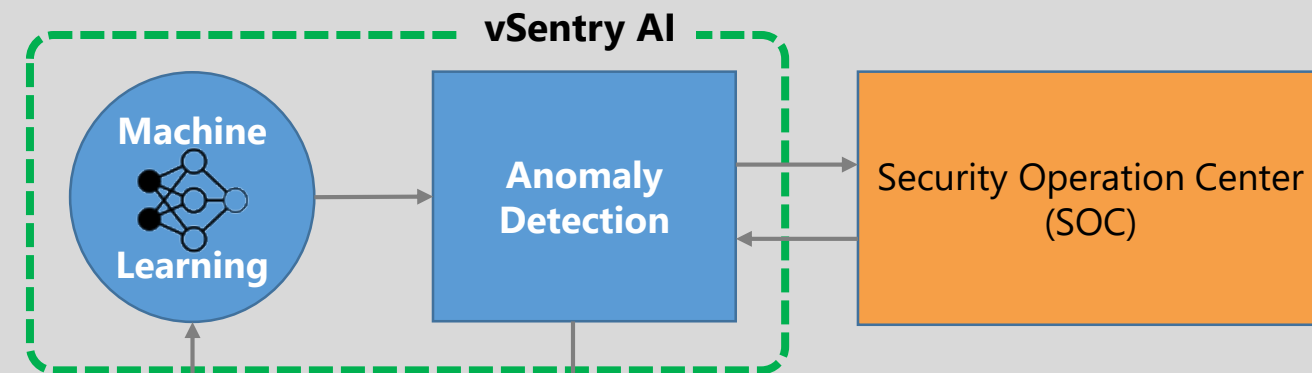 vSentry AI
Machine
Learning
Anomaly
Detection
Security Operation Center
(SOC)